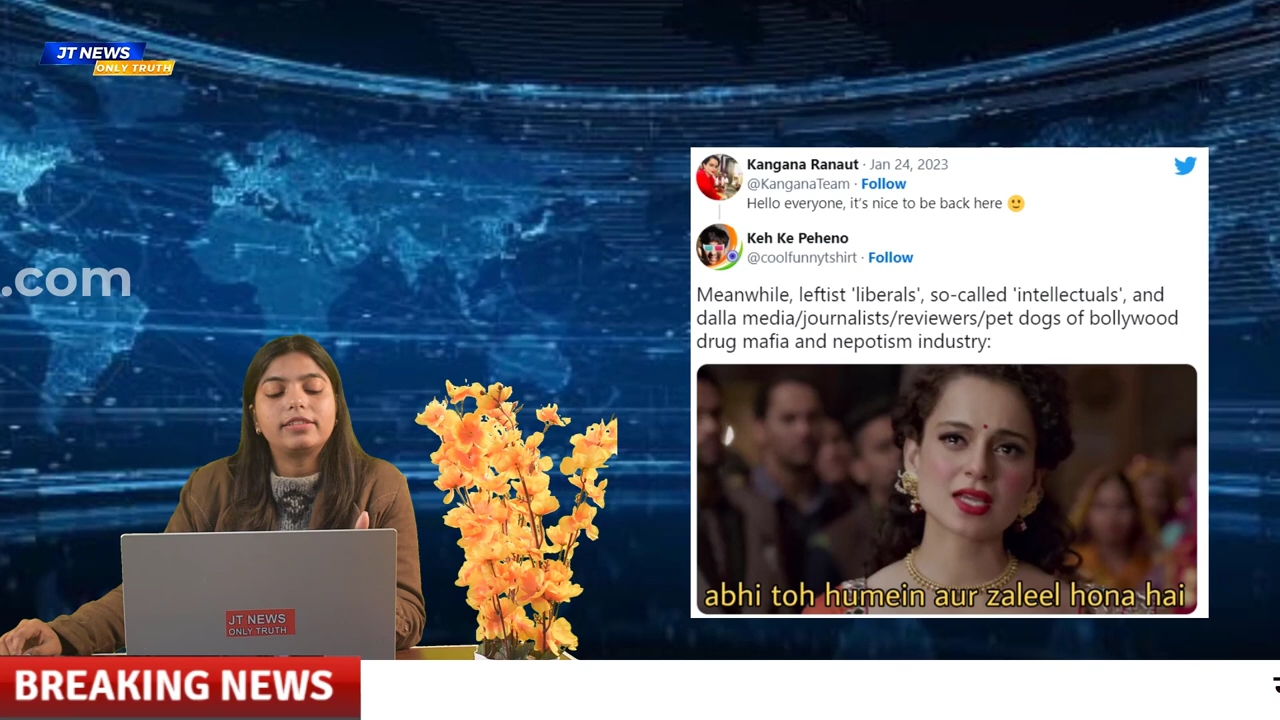 JT NEWS
ONLY TRUTH
.com
Kangana Ranaut · Jan 24, 2023
@KanganaTeam · Follow
Hello everyone, it's nice to be back here 🙂
Keh Ke Peheno
@coolfunnytshirt · Follow
Meanwhile, leftist 'liberals', so-called 'intellectuals', and
dalla media/journalists/reviewers/pet dogs of bollywood
drug mafia and nepotism industry:
abhi toh humein aur zaleel hona hai
JT NEWS
ONLY TRUTH
BREAKING NEWS